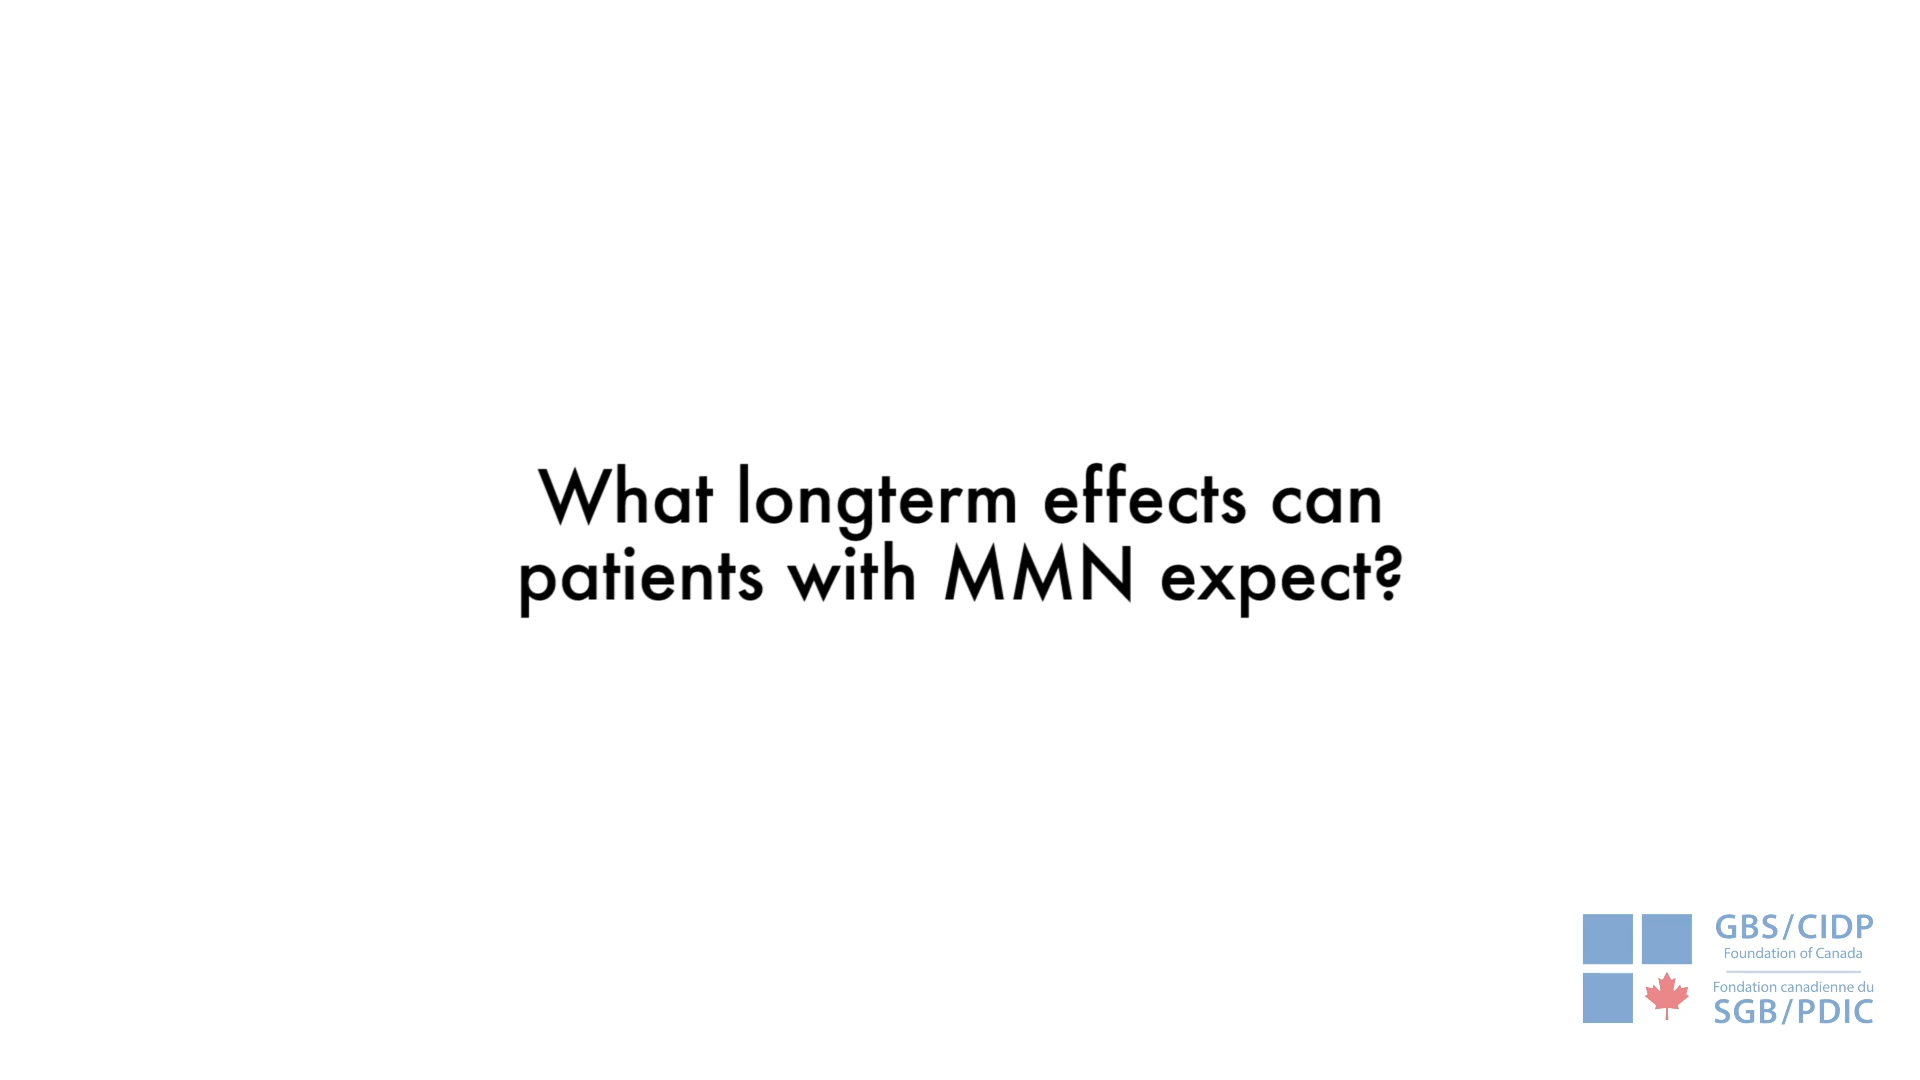 What longterm effects can
patients with MMN expect?
GBS/CIDP
Foundation of Canada
Fondation canadienne du
SGB/PDIC